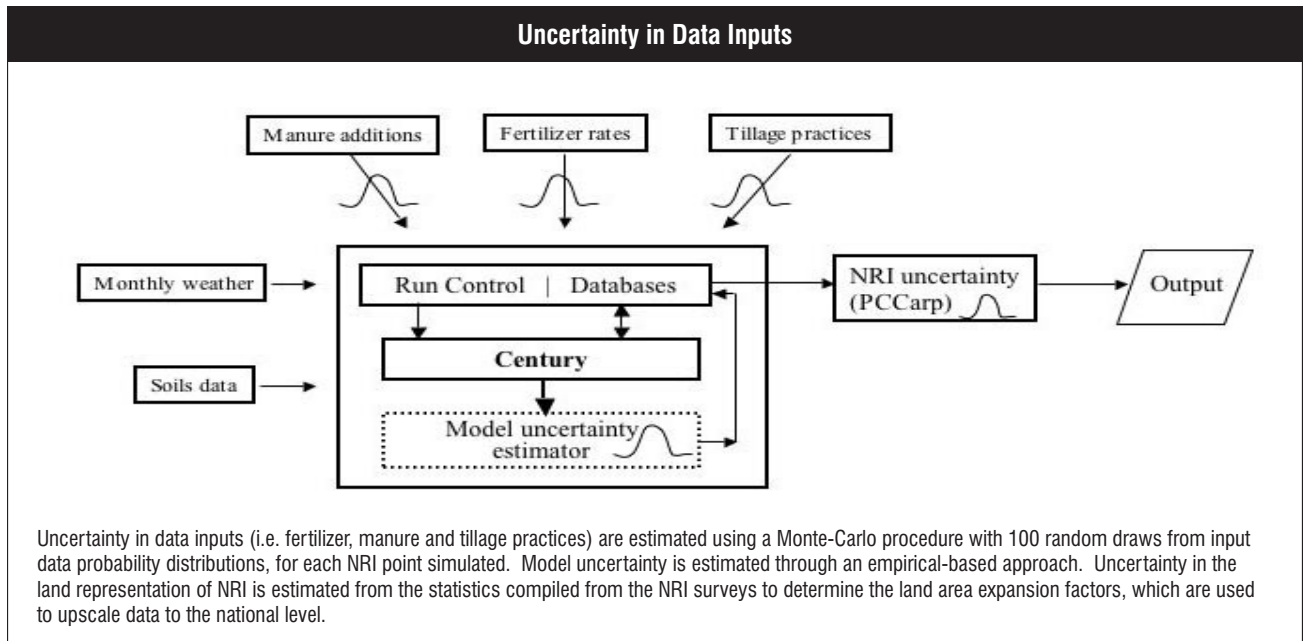 Uncertainty in Data Inputs
Manure additions
Fertilizer rates
Tillage practices
Monthly weather
Run Control | Databases
NRI uncertainty
(PCCarp)
Output
Century
Soils data
Model uncertainty
estimator
Uncertainty in data inputs (i.e. fertilizer, manure and tillage practices) are estimated using a Monte-Carlo procedure with 100 random draws from input
data probability distributions, for each NRI point simulated. Model uncertainty is estimated through an empirical-based approach. Uncertainty in the
land representation of NRI is estimated from the statistics compiled from the NRI surveys to determine the land area expansion factors, which are used
to upscale data to the national level.